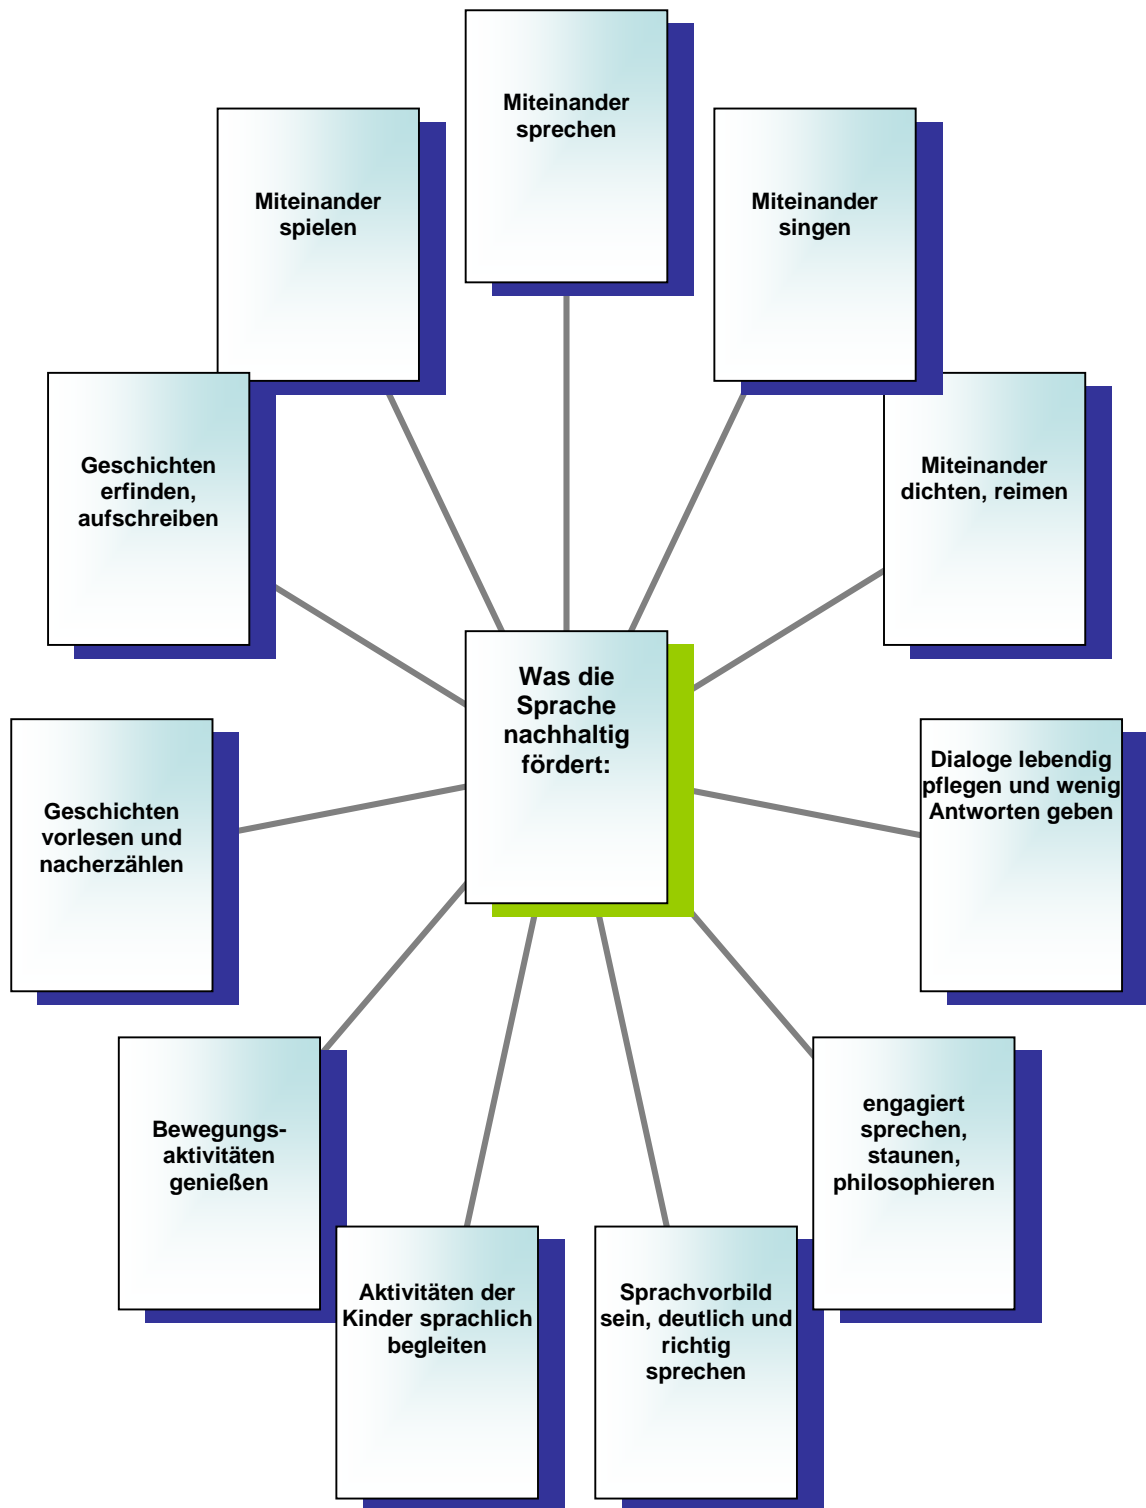 Miteinander
sprechen
Miteinander
singen
Miteinander
dichten, reimen
Dialoge lebendig
pflegen und wenig
Antworten geben
engagiert
sprechen,
staunen,
philosophieren
Sprachvorbild
sein, deutlich und
richtig
sprechen
Aktivitäten der
Kinder sprachlich
begleiten
Bewegungs-
aktivitäten
genießen
Geschichten
vorlesen und
nacherzählen
Geschichten
erfinden,
aufschreiben
Miteinander
spielen
Was die
Sprache
nachhaltig
fördert: